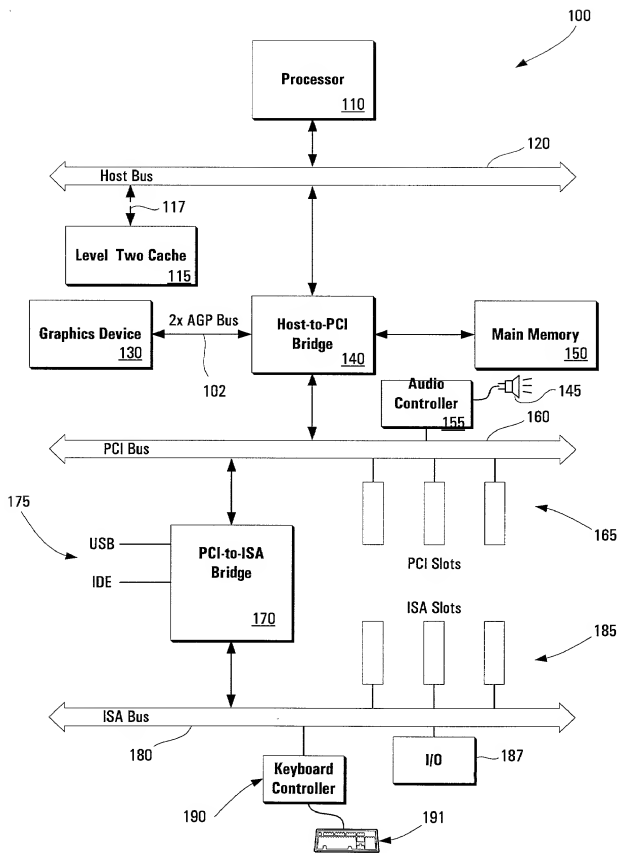 100
Processor
110
120
Host Bus
117
Level Two Cache
115
Graphics Device
130
2x AGP Bus
102
Host-to-PCI
Bridge
140
Main Memory
150
Audio
Controller
155
145
160
PCI Bus
175
USB
IDE
PCI-to-ISA
Bridge
170
165
PCI Slots
ISA Slots
185
ISA Bus
180
Keyboard
Controller
190
I/O
187
191